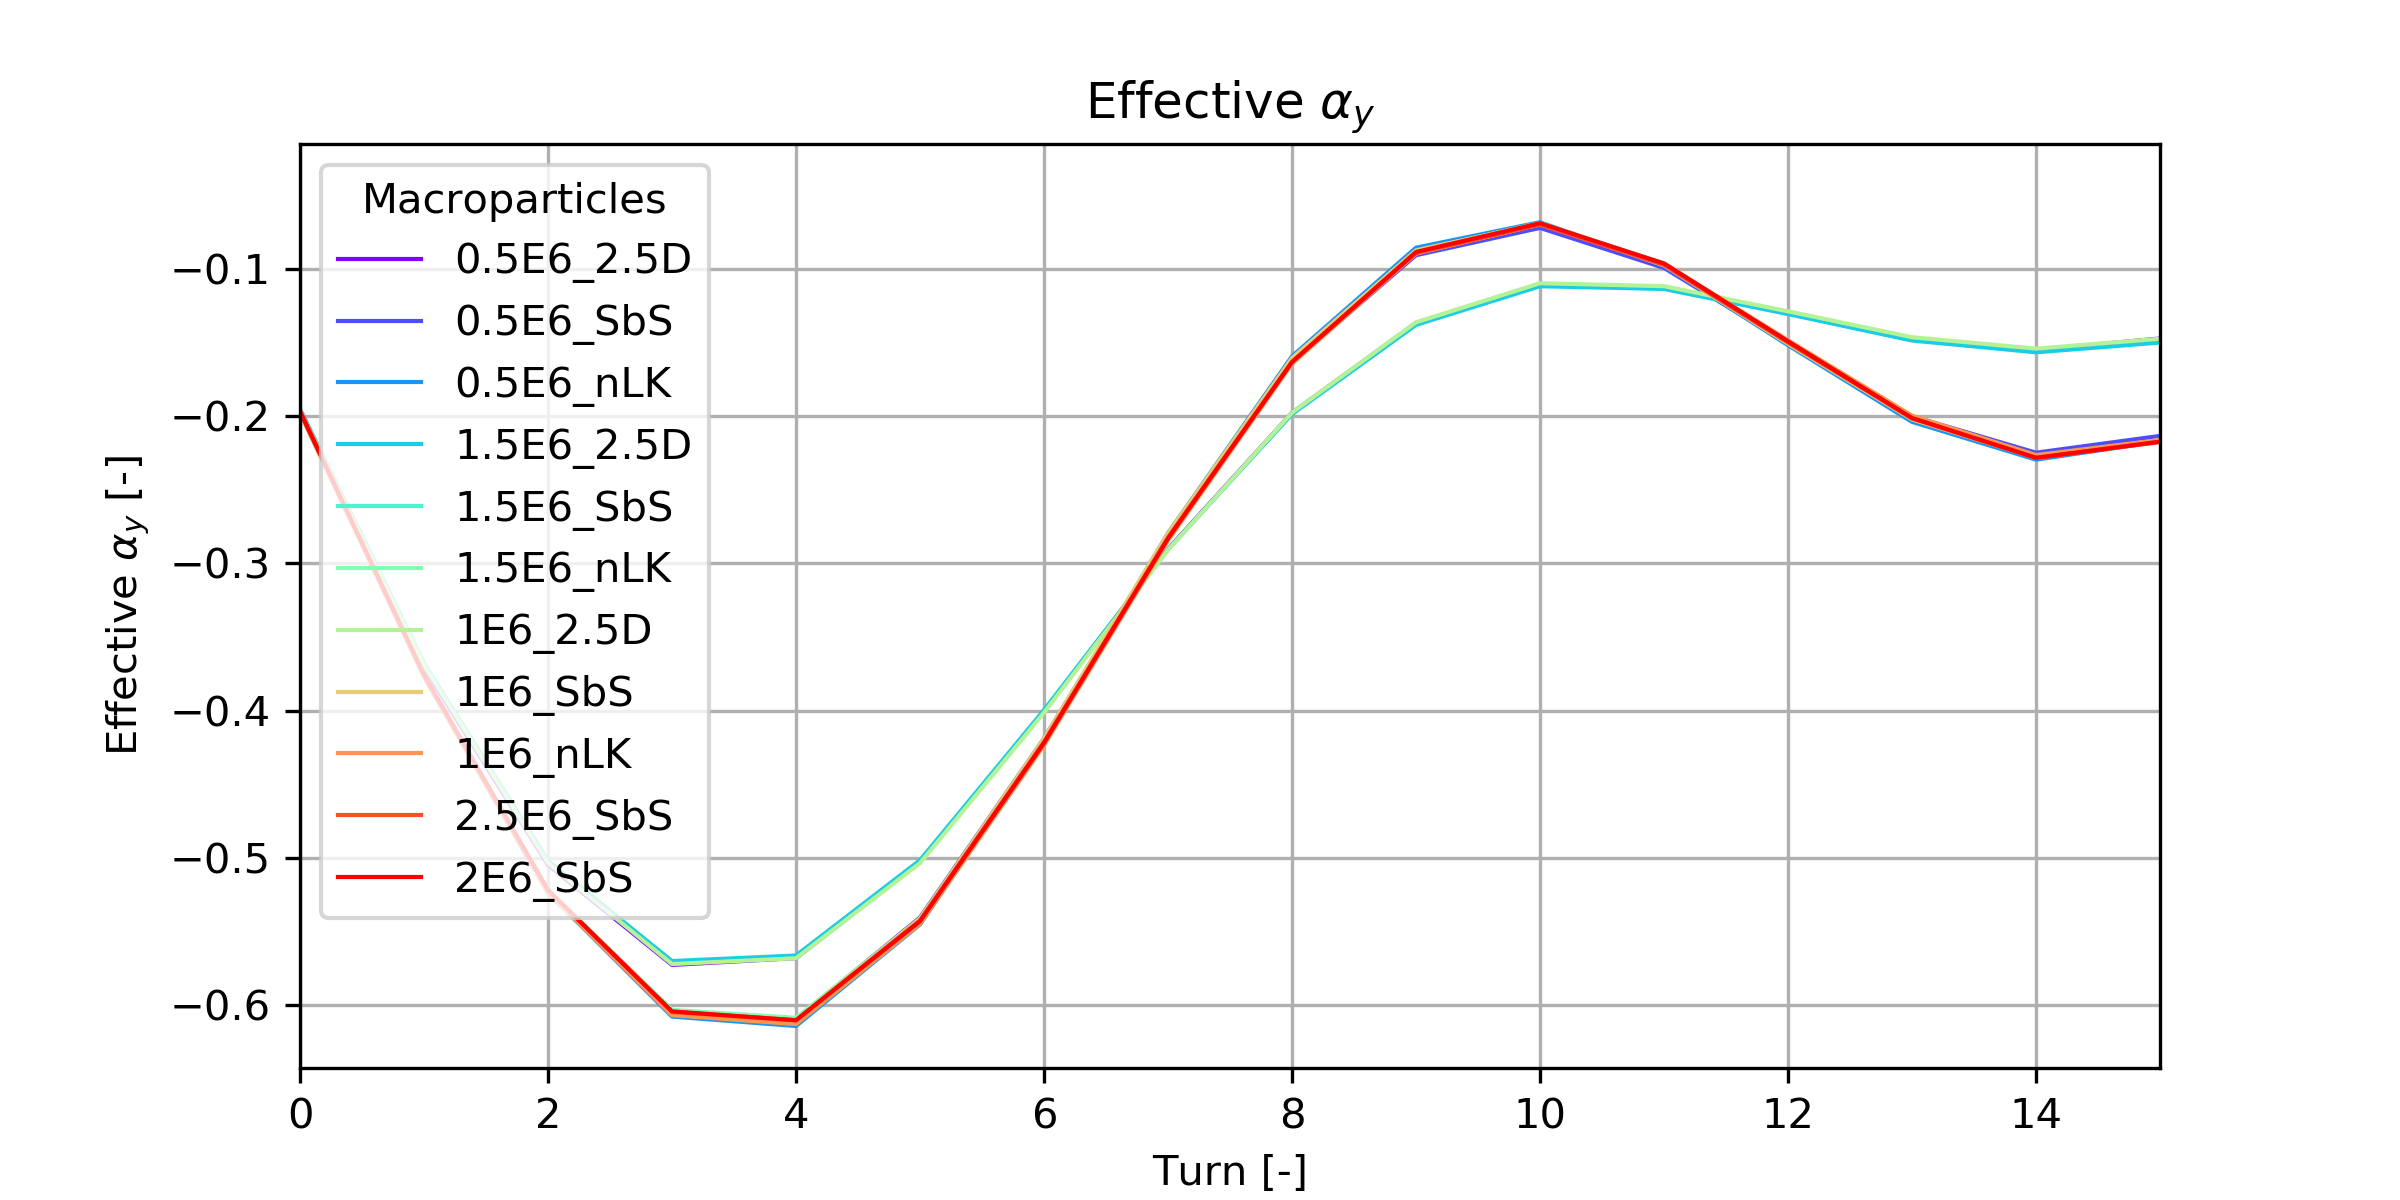 Effective αy
Macroparticles
0.5E6_2.5D
0.5E6_SbS
0.5E6_nLK
1.5E6_2.5D
1.5E6_SbS
1.5E6_nLK
1E6_2.5D
1E6_SbS
1E6_nLK
2.5E6_SbS
2E6_SbS
Effective αy [-]
−0.1
−0.2
−0.3
−0.4
−0.5
−0.6
0 2 4 6 8 10 12 14
Turn [-]